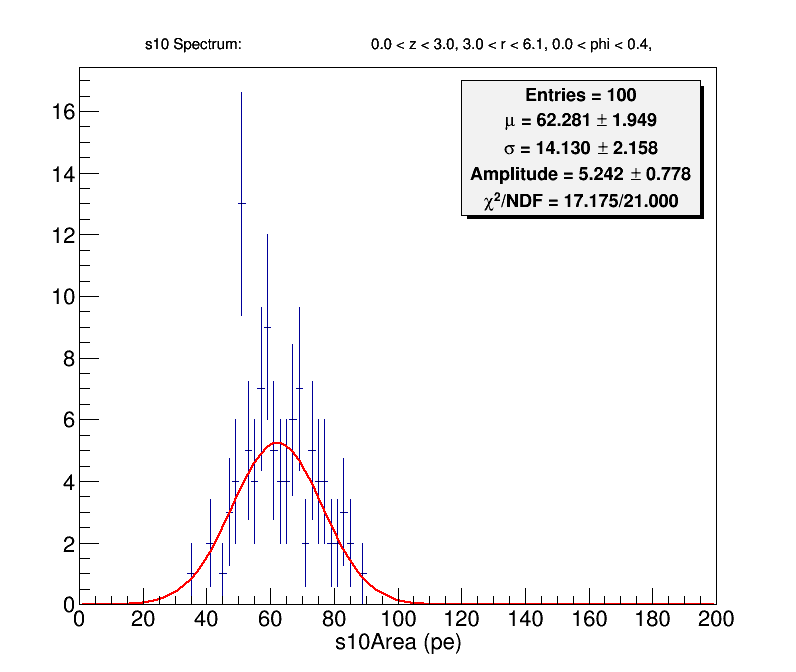 s10 Spectrum: 0.0 < z < 3.0, 3.0 < r < 6.1, 0.0 < phi < 0.4,
Entries = 100
μ = 62.281 ± 1.949
σ = 14.130 ± 2.158
Amplitude = 5.242 ± 0.778
χ²/NDF = 17.175/21.000
16
14
12
10
8
6
4
2
0
0 20 40 60 80 100 120 140 160 180 200
s10Area (pe)